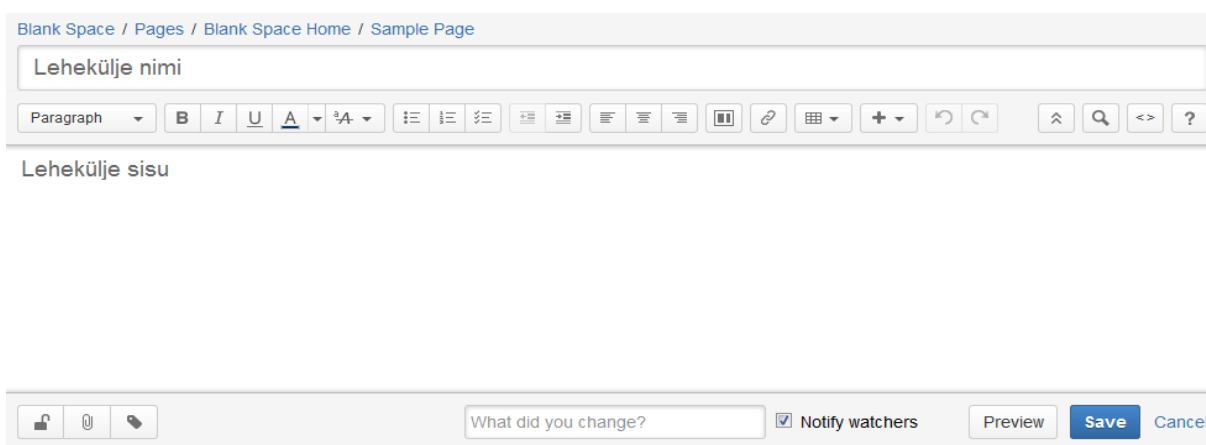 Blank Space / Pages / Blank Space Home / Sample Page
Lehekülje nimi
Paragraph B I U A ªA <> ?
Lehekülje sisu
What did you change? Notify watchers Preview Save Cancel